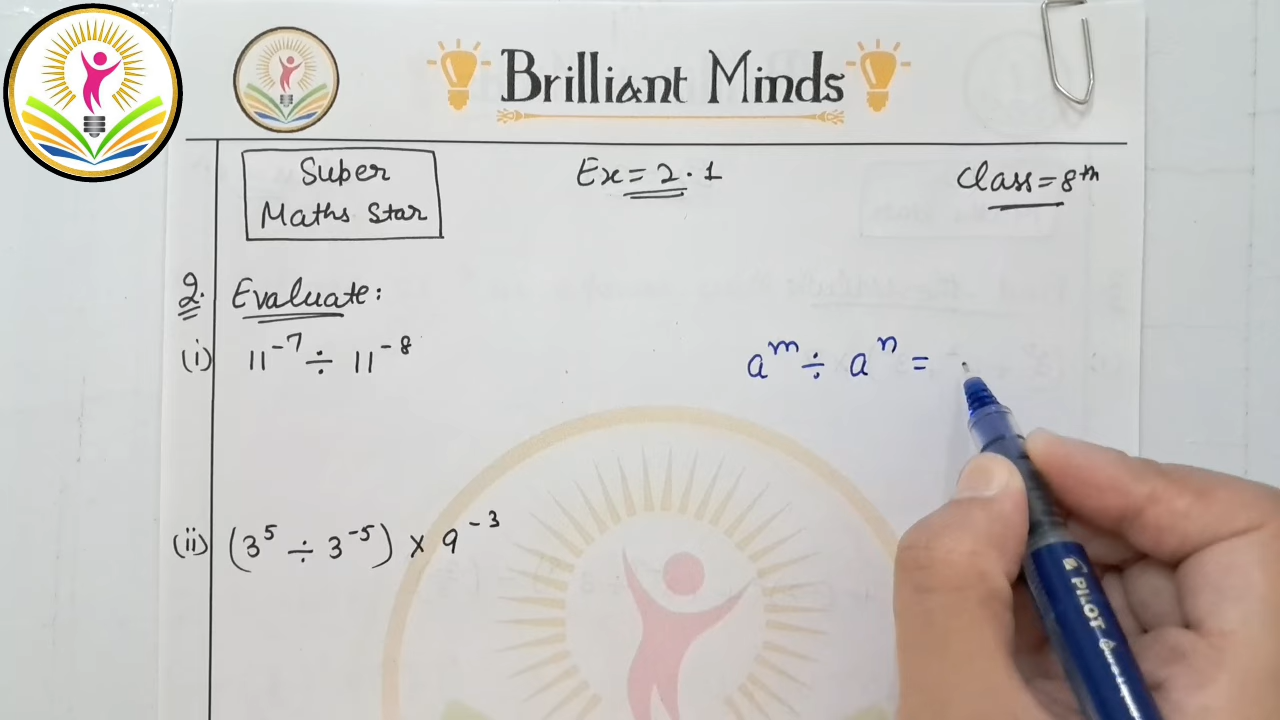 Brilliant Minds
Super
Maths Star
Ex = 2.1
Class = 8th
2. Evaluate:
(i) 11⁻⁷ ÷ 11⁻⁸
aᵐ ÷ aⁿ =
(ii) (3⁵ ÷ 3⁻⁵) × 9⁻³
PILOT